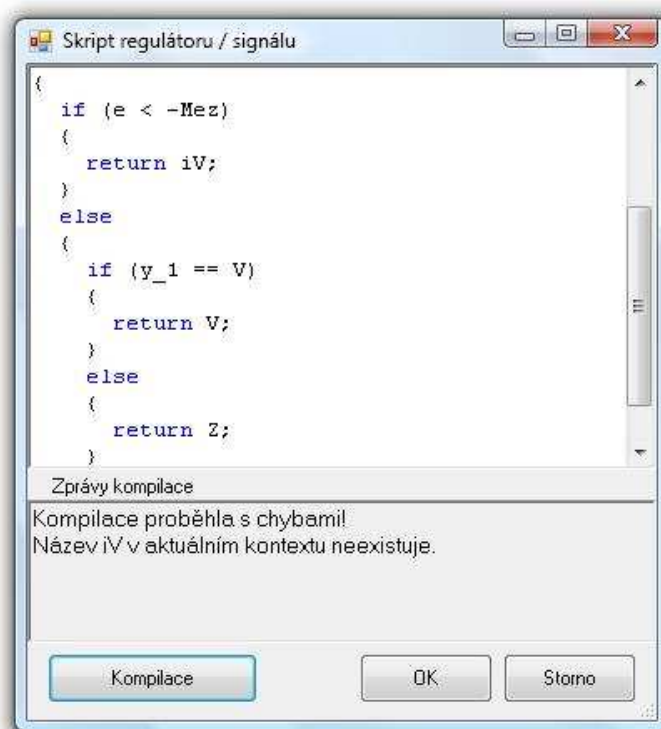 Skript regulátoru / signálu
{
  if (e < -Mez)
  {
    return iV;
  }
  else
  {
    if (y_1 == V)
    {
      return V;
    }
    else
    {
      return Z;
    }
Zprávy kompilace
Kompilace proběhla s chybami!
Název iV v aktuálním kontextu neexistuje.
Kompilace OK Storno